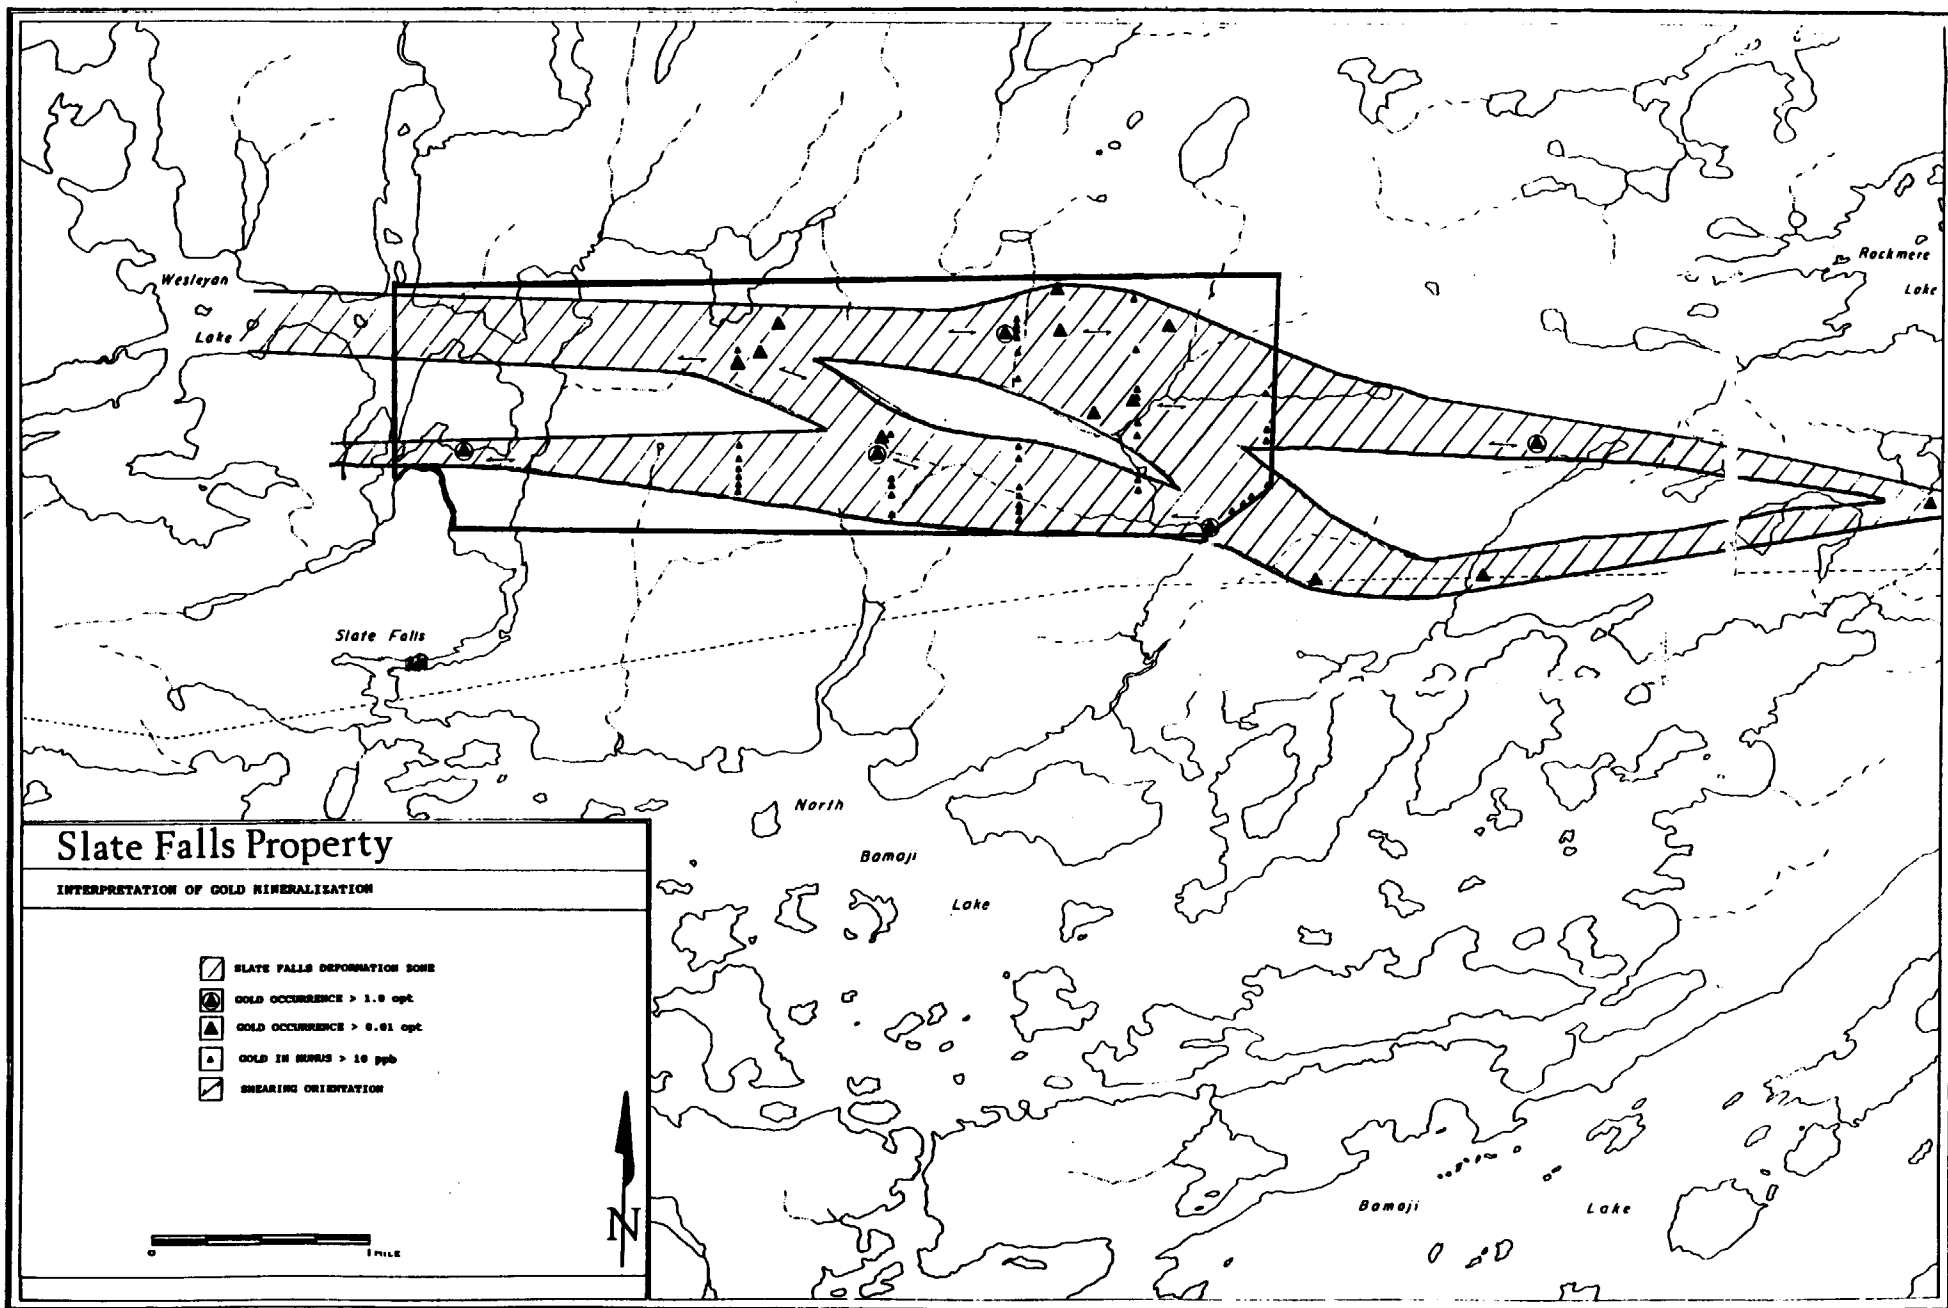 Wesleyan
Lake
Rockmere
Lake
Slate Falls
North
Bamaji
Lake
Slate Falls Property
INTERPRETATION OF GOLD MINERALIZATION
SLATE FALLS DEFORMATION ZONE
GOLD OCCURRENCE > 1.0 opt
GOLD OCCURRENCE > 0.01 opt
GOLD IN HUMUS > 10 ppb
SHEARING ORIENTATION
N
0 1 MILE
Bamaji Lake